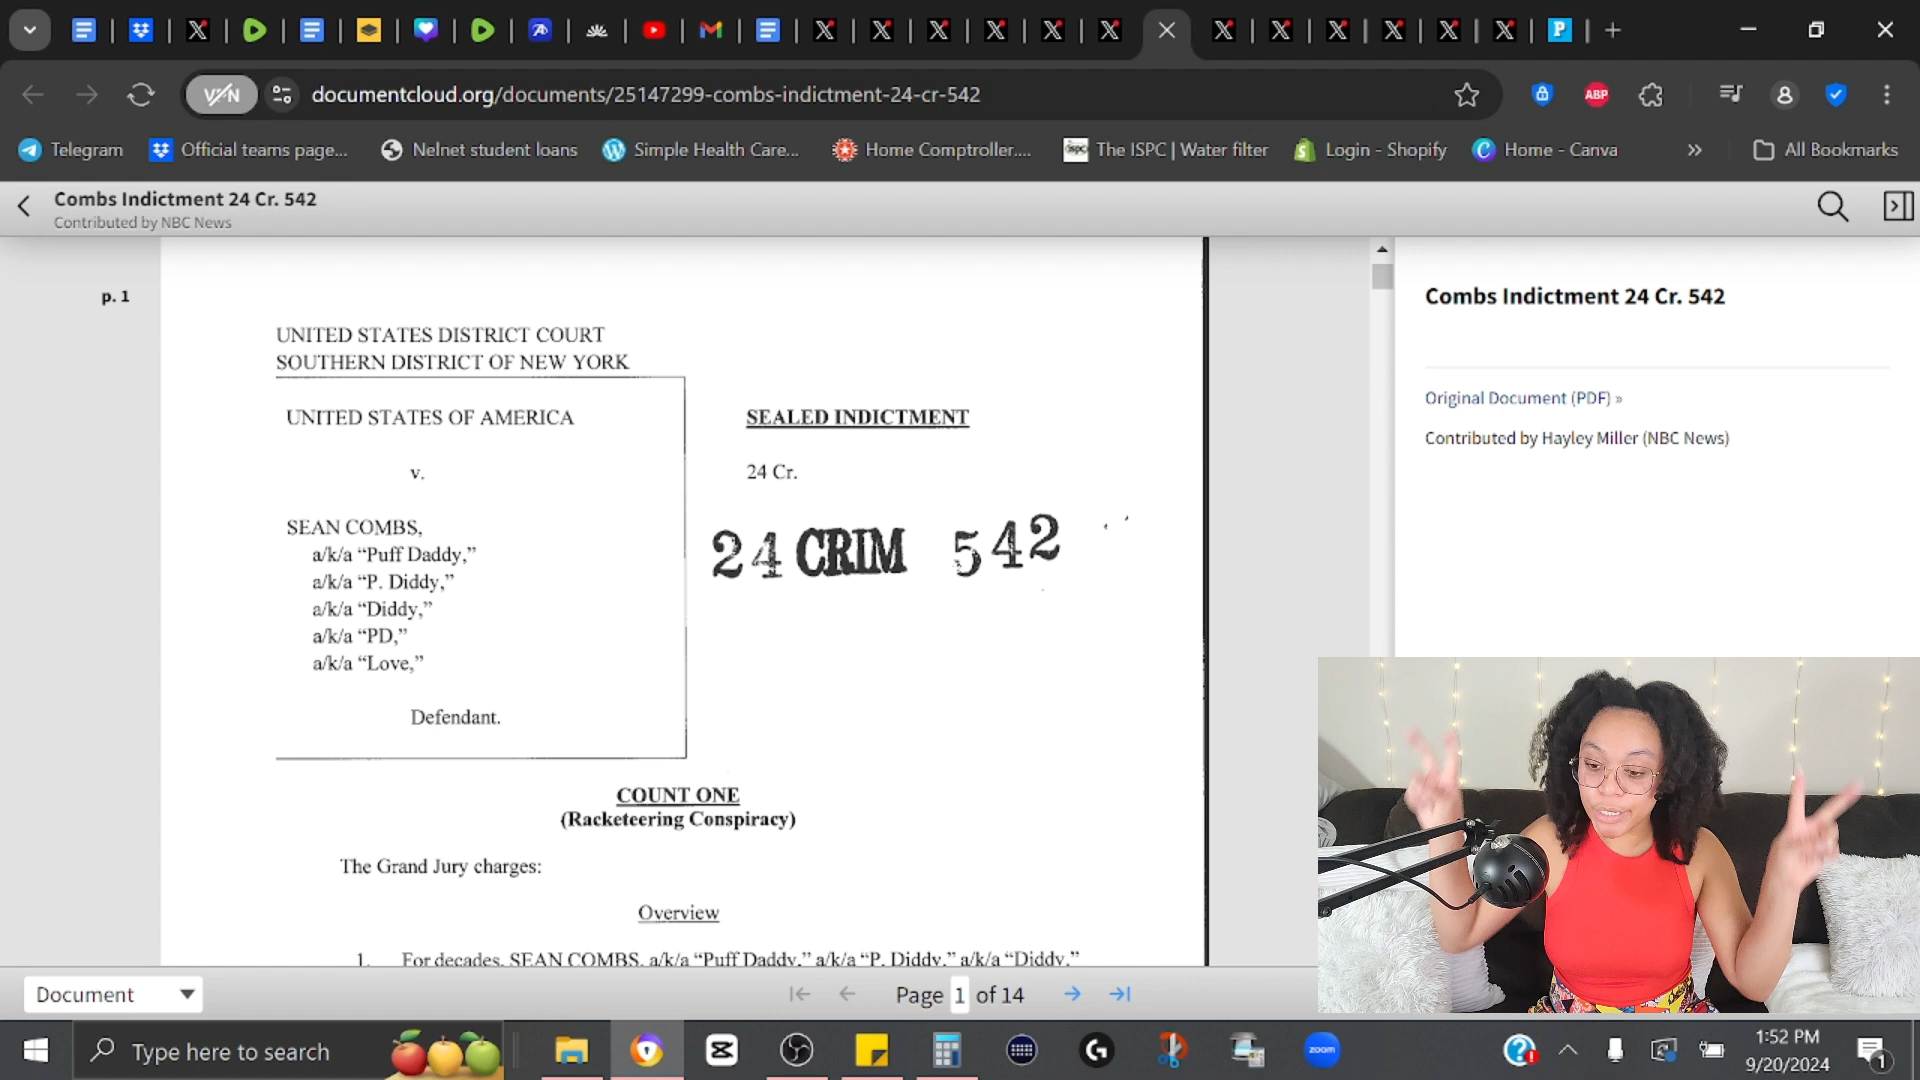 documentcloud.org/documents/25147299-combs-indictment-24-cr-542
ABP
Telegram
Official teams page...
Nelnet student loans
Simple Health Care...
Home Comptroller....
The ISPC | Water filter
Login - Shopify
Home - Canva
All Bookmarks
Combs Indictment 24 Cr. 542
Contributed by NBC News
p. 1
UNITED STATES DISTRICT COURT
SOUTHERN DISTRICT OF NEW YORK
UNITED STATES OF AMERICA
v.
SEAN COMBS,
a/k/a “Puff Daddy,”
a/k/a “P. Diddy,”
a/k/a “Diddy,”
a/k/a “PD,”
a/k/a “Love,”
Defendant.
SEALED INDICTMENT
24 Cr.
24 CRIM 542
COUNT ONE
(Racketeering Conspiracy)
The Grand Jury charges:
Overview
1. For decades, SEAN COMBS, a/k/a “Puff Daddy,” a/k/a “P. Diddy,” a/k/a “Diddy,”
Combs Indictment 24 Cr. 542
Original Document (PDF) »
Contributed by Hayley Miller (NBC News)
Document
Page 1 of 14
Type here to search
zoom
1:52 PM
9/20/2024
1